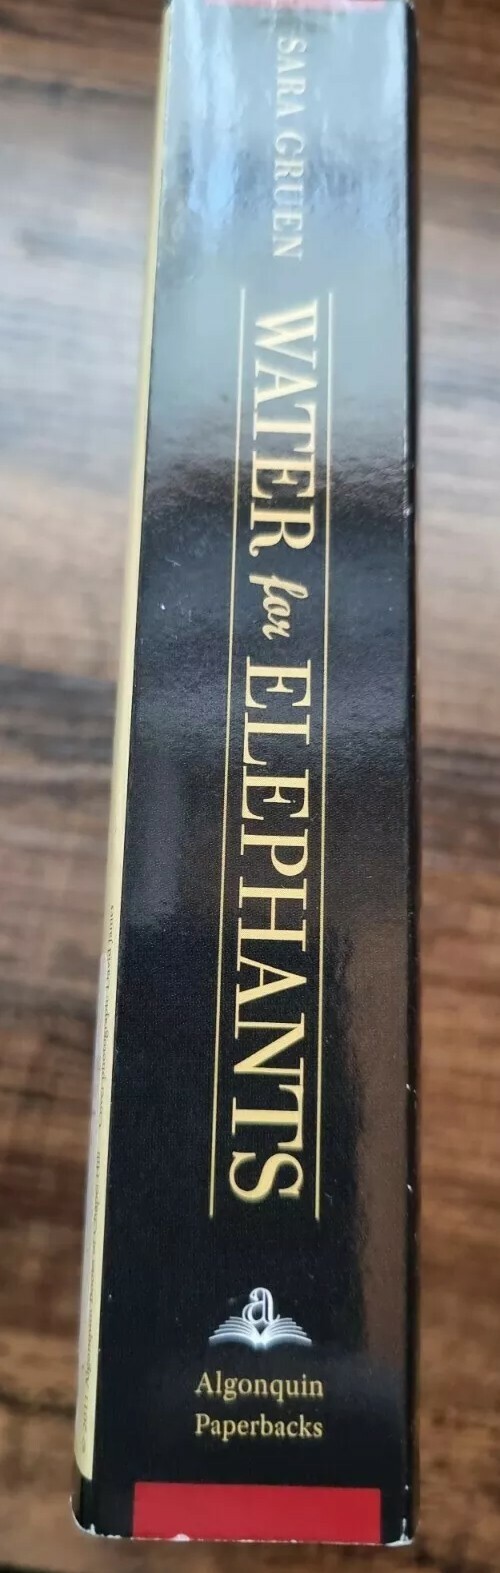 SARA GRUEN
WATER for ELEPHANTS
a
Algonquin
Paperbacks